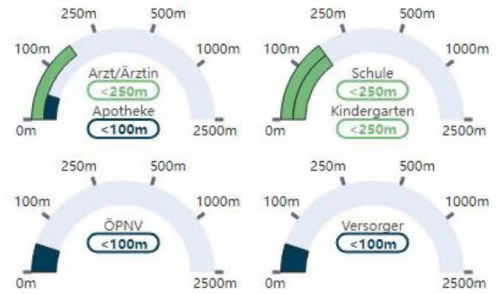 250m 500m
100m 1000m
Arzt/Ärztin
<250m
Apotheke
<100m
0m 2500m
250m 500m
100m 1000m
Schule
<250m
Kindergarten
<250m
0m 2500m
250m 500m
100m 1000m
ÖPNV
<100m
0m 2500m
250m 500m
100m 1000m
Versorger
<100m
0m 2500m